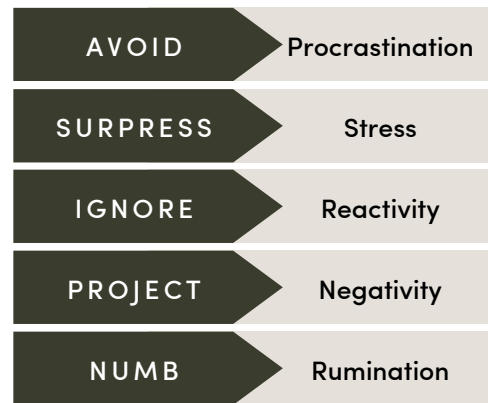 AVOID Procrastination
SURPRESS Stress
IGNORE Reactivity
PROJECT Negativity
NUMB Rumination